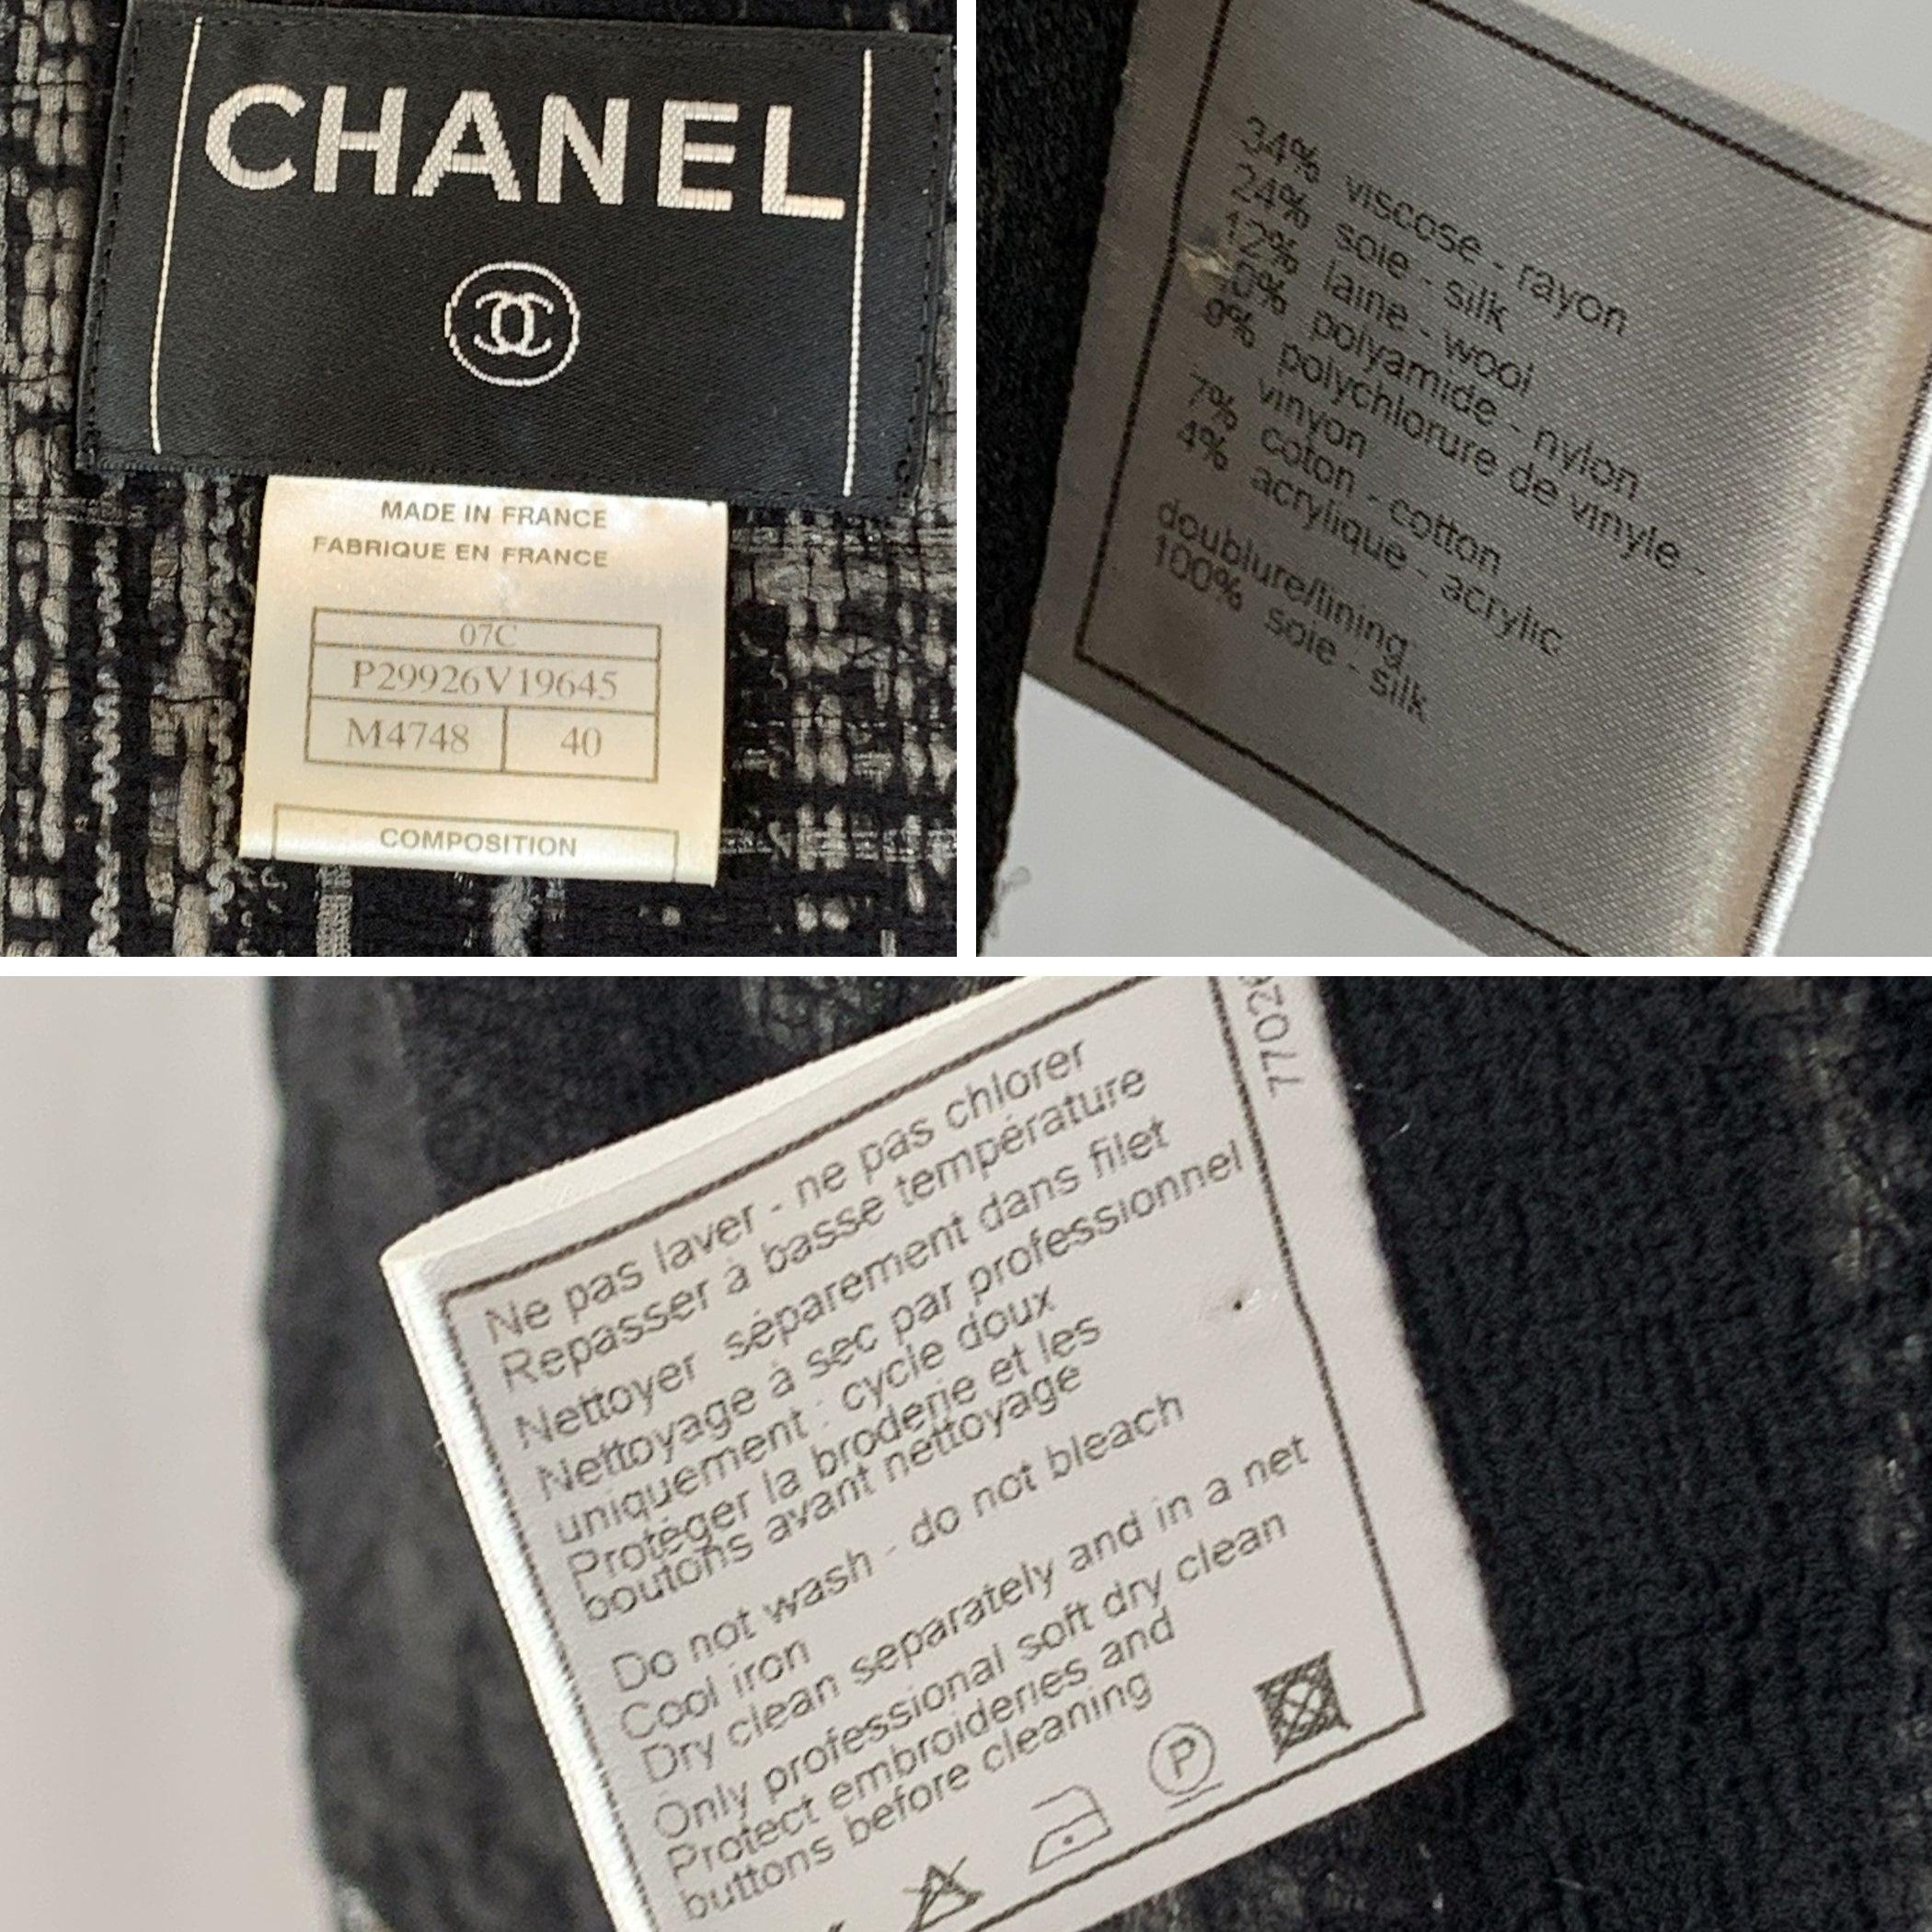 CHANEL
MADE IN FRANCE
FABRIQUE EN FRANCE
07C
P29926V19645
M4748 40
COMPOSITION
34% viscose - rayon
24% soie - silk
12% laine - wool
0% polyamide - nylon
9% polychlorure de vinyle -
vinyon
7% coton - cotton
4% acrylique - acrylic
doublure/lining:
100% soie - silk
Ne pas laver - ne pas chlorer
Repasser à basse température
Nettoyer séparement dans filet
Nettoyage à sec par professionnel
uniquement : cycle doux
Protéger la broderie et les
boutons avant nettoyage
Do not wash - do not bleach
Cool iron
Dry clean separately and in a net
Only professional soft dry clean
Protect embroideries and
buttons before cleaning
P